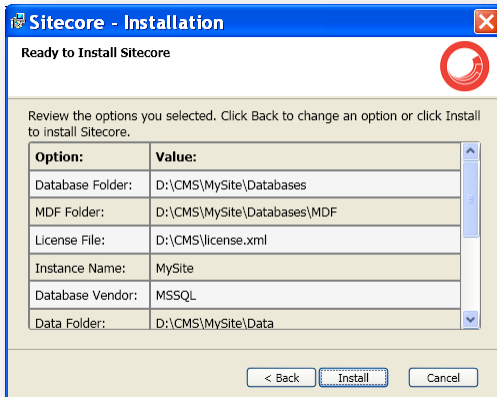 Sitecore - Installation
Ready to Install Sitecore
Review the options you selected. Click Back to change an option or click Install
to install Sitecore.
Option: Value:
Database Folder: D:\CMS\MySite\Databases
MDF Folder: D:\CMS\MySite\Databases\MDF
License File: D:\CMS\license.xml
Instance Name: MySite
Database Vendor: MSSQL
Data Folder: D:\CMS\MySite\Data
< Back Install Cancel